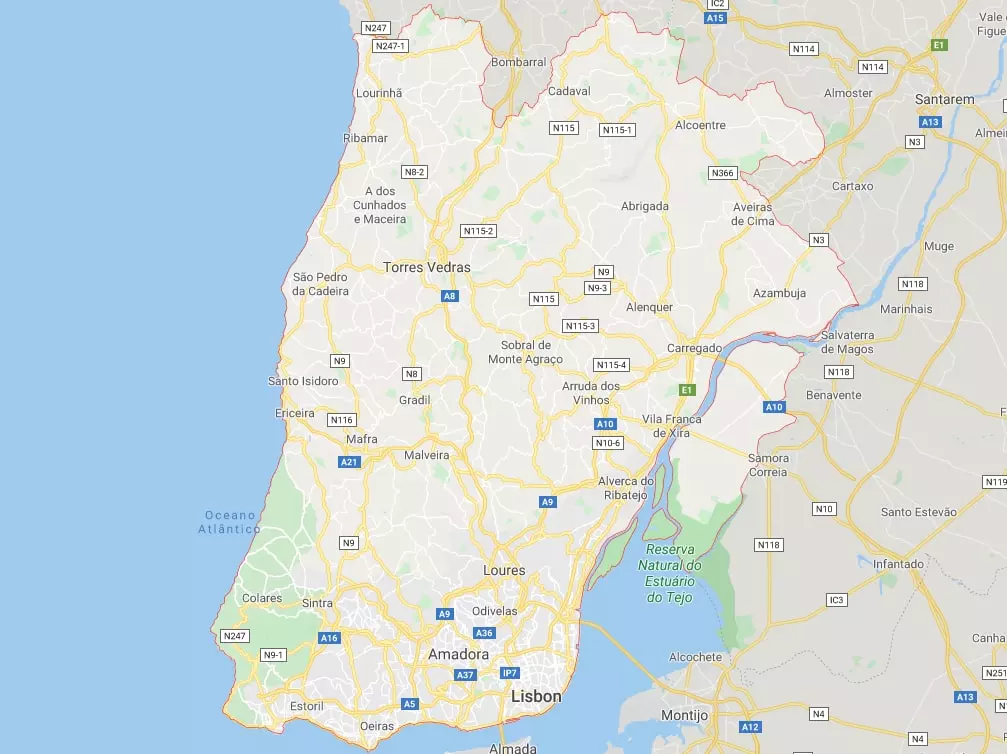 IC2
A15
N247
N247-1
E1
Vale
Figue
N114
Bombarral
N114
Lourinhã
Cadaval
Almoster
Santarem
A13
N115
N115-1
Alcoentre
Ribamar
N3
Almei
N8-2
N366
A dos
Cunhados
e Maceira
Cartaxo
Abrigada
Aveiras
de Cima
N115-2
N3
Muge
Torres Vedras
N9
São Pedro
da Cadeira
N9-3
N118
A8
N115
Azambuja
Alenquer
Marinhais
N115-3
Salvaterra
de Magos
Sobral de
Monte Agraço
Carregado
N9
N115-4
N8
N118
Santo Isidoro
Arruda dos
Vinhos
E1
Benavente
Gradil
A10
Ericeira
N116
A10
Vila Franca
de Xira
F
Mafra
N10-6
A21
Malveira
Samora
Correia
Alverca do
Ribatejo
N119
A9
N10
Oceano
Atlântico
Santo Estevão
N9
N118
Reserva
Natural do
Estuário
do Tejo
Loures
Infantado
Colares
Sintra
IC3
A9
Odivelas
N247
A16
A36
Canha
N9-1
Amadora
Alcochete
A37
IP7
N251
Lisbon
A13
Estoril
A5
N
Oeiras
Montijo
N4
A12
N4
Almada